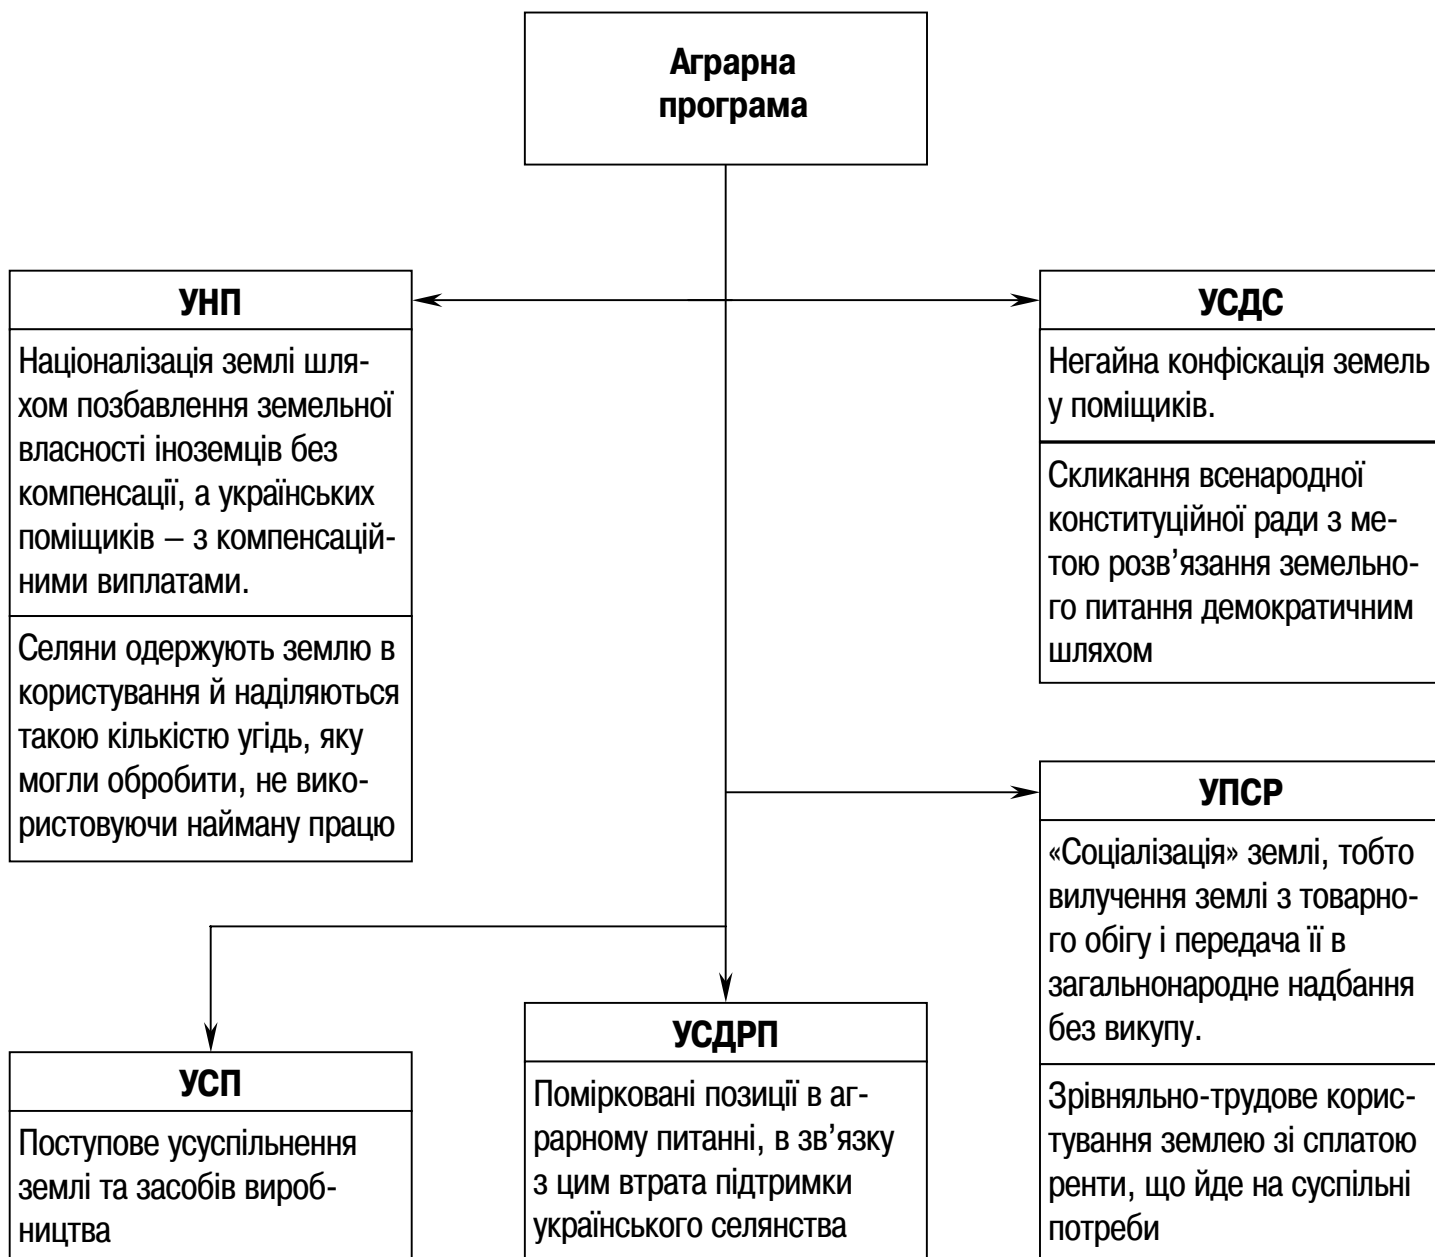 Аграрна
програма
УНП
Націоналізація землі шля-
хом позбавлення земельної
власності іноземців без
компенсації, а українських
поміщиків – з компенсацій-
ними виплатами.
Селяни одержують землю в
користування й наділяються
такою кількістю угідь, яку
могли обробити, не вико-
ристовуючи найману працю
УСДС
Негайна конфіскація земель
у поміщиків.
Скликання всенародної
конституційної ради з ме-
тою розв’язання земельно-
го питання демократичним
шляхом
УПСР
«Соціалізація» землі, тобто
вилучення землі з товарно-
го обігу і передача її в
загальнонародне надбання
без викупу.
Зрівняльно-трудове корис-
тування землею зі сплатою
ренти, що йде на суспільні
потреби
УСП
Поступове усуспільнення
землі та засобів вироб-
ництва
УСДРП
Помірковані позиції в аг-
рарному питанні, в зв’язку
з цим втрата підтримки
українського селянства